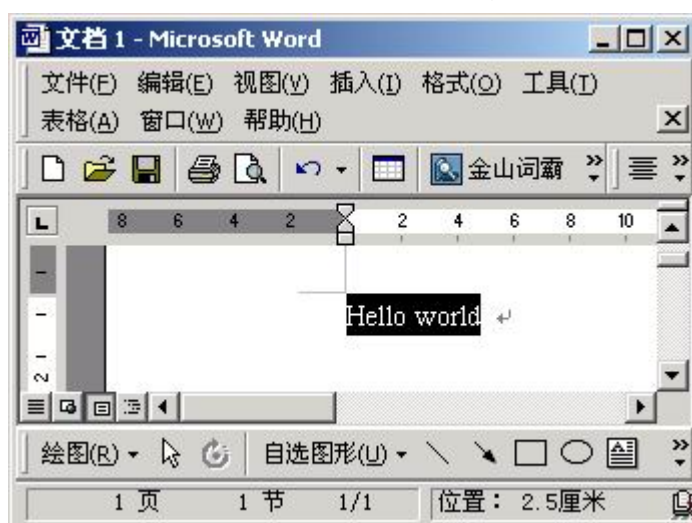 文档 1 - Microsoft Word
文件(F) 编辑(E) 视图(V) 插入(I) 格式(O) 工具(T)
表格(A) 窗口(W) 帮助(H)
金山词霸
L 8 6 4 2 2 4 6 8 10
Hello world
2
绘图(R) 自选图形(U)
1 页 1 节 1/1 位置： 2.5厘米